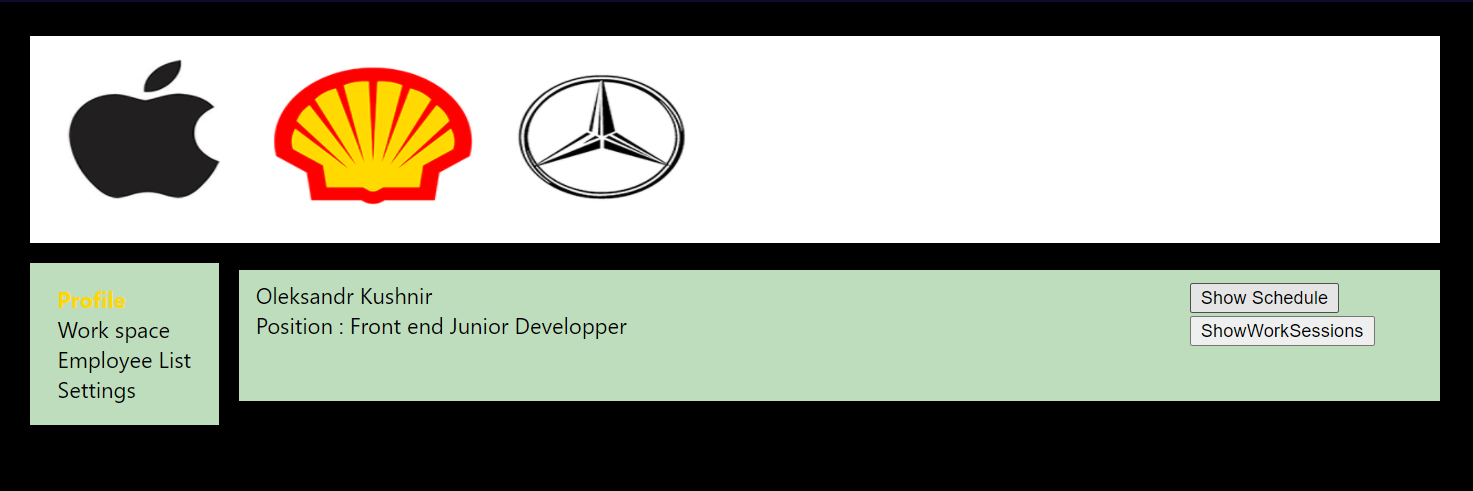 Profile
Work space
Employee List
Settings
Oleksandr Kushnir
Position : Front end Junior Developper
Show Schedule
ShowWorkSessions